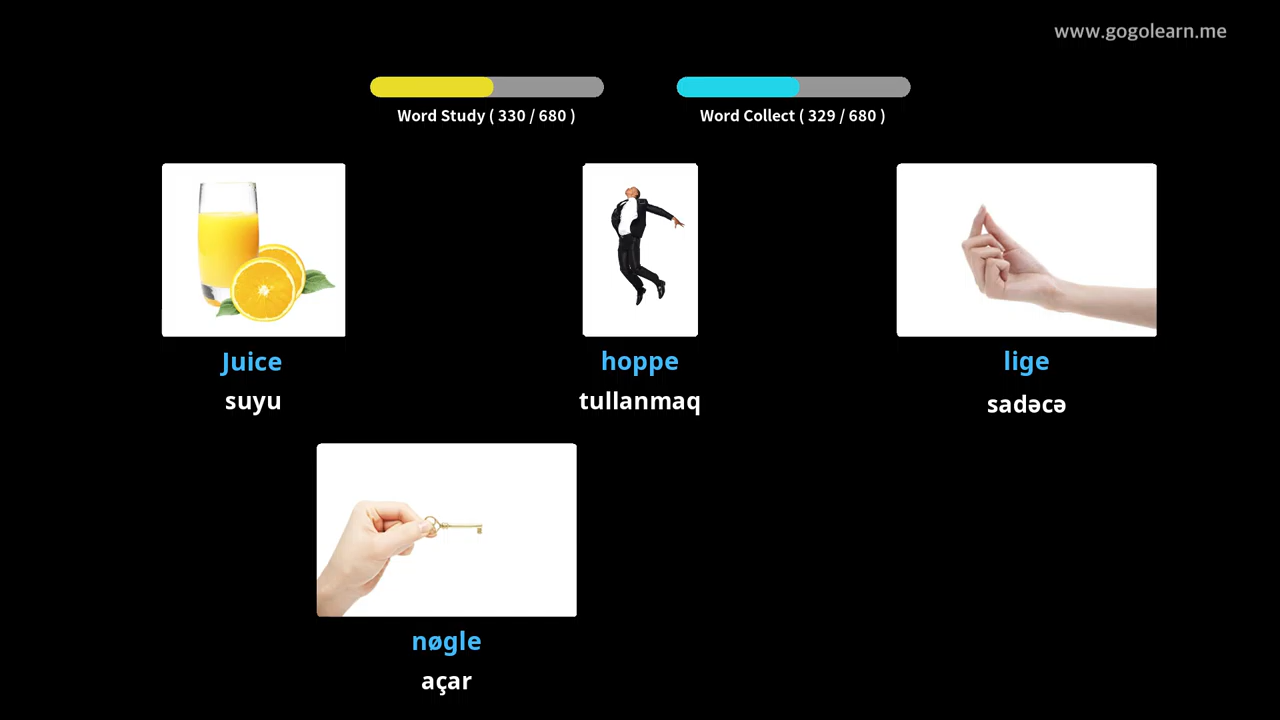 www.gogolearn.me
Word Study ( 330 / 680 )
Word Collect ( 329 / 680 )
Juice
suyu
hoppe
tullanmaq
lige
sadəcə
nøgle
açar